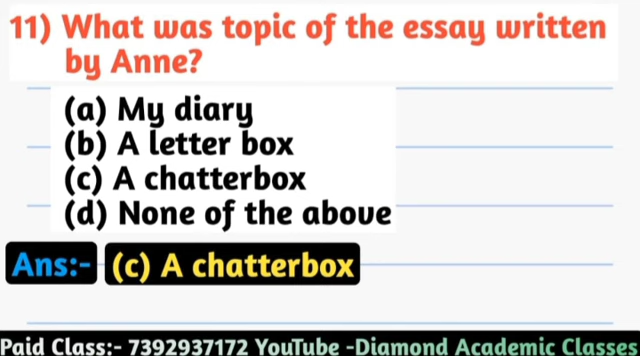 11) What was topic of the essay written
by Anne?
(a) My diary
(b) A letter box
(c) A chatterbox
(d) None of the above
Ans:- (c) A chatterbox
Paid Class:- 7392937172 YouTube -Diamond Academic Classes